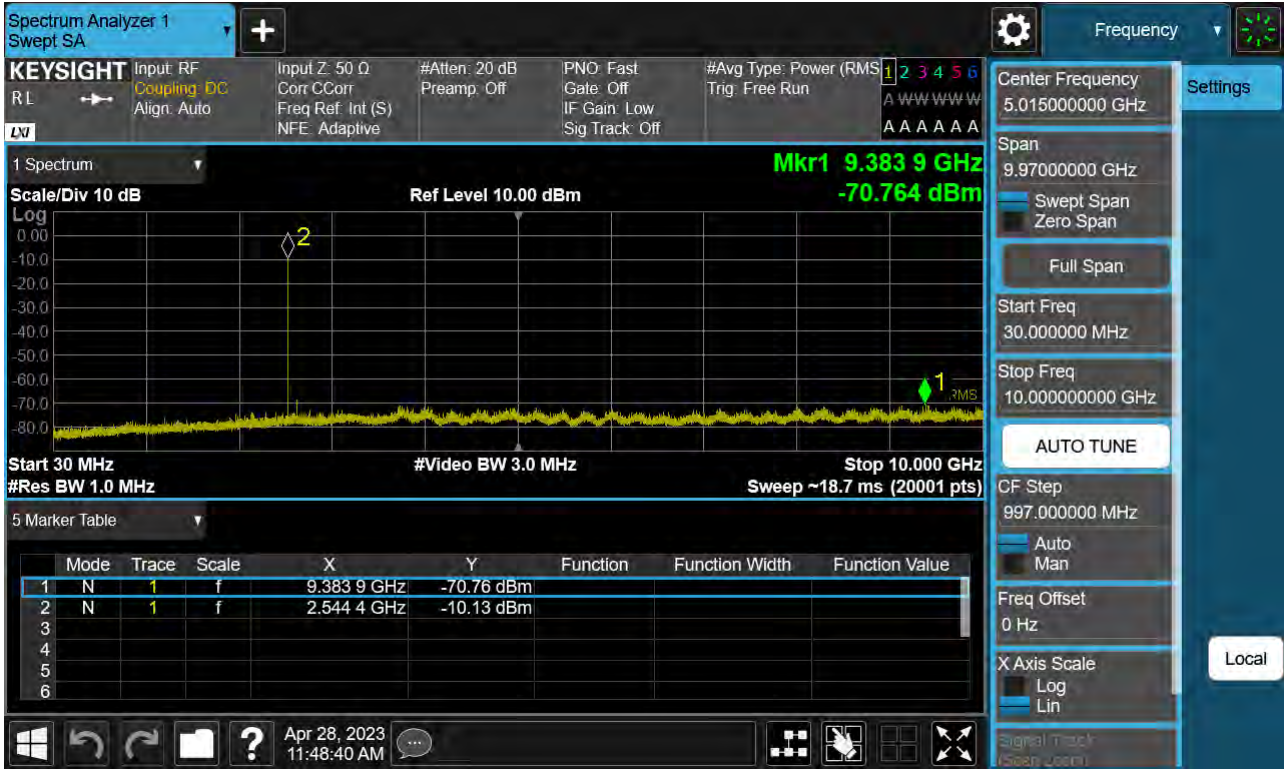 Spectrum Analyzer 1
Swept SA
Frequency
KEYSIGHT
R L
LXI
Input: RF
Coupling: DC
Align: Auto
Input Z: 50 Ω
Corr CCorr
Freq Ref: Int (S)
NFE: Adaptive
#Atten: 20 dB
Preamp: Off
PNO: Fast
Gate: Off
IF Gain: Low
Sig Track: Off
#Avg Type: Power (RMS
Trig: Free Run
1 2 3 4 5 6
A W W W W W
A A A A A A
1 Spectrum
Mkr1 9.383 9 GHz
-70.764 dBm
Scale/Div 10 dB
Ref Level 10.00 dBm
Log
0.00
-10.0
-20.0
-30.0
-40.0
-50.0
-60.0
-70.0
-80.0
2
1
RMS
Start 30 MHz
#Video BW 3.0 MHz
Stop 10.000 GHz
#Res BW 1.0 MHz
Sweep ~18.7 ms (20001 pts)
5 Marker Table
Mode Trace Scale X Y Function Function Width Function Value
1 N 1 f 9.383 9 GHz -70.76 dBm
2 N 1 f 2.544 4 GHz -10.13 dBm
3
4
5
6
?
Apr 28, 2023
11:48:40 AM
Center Frequency
5.015000000 GHz
Settings
Span
9.97000000 GHz
Swept Span
Zero Span
Full Span
Start Freq
30.000000 MHz
Stop Freq
10.000000000 GHz
AUTO TUNE
CF Step
997.000000 MHz
Auto
Man
Freq Offset
0 Hz
X Axis Scale
Log
Lin
Local
Signal Track
(Span Zoom)